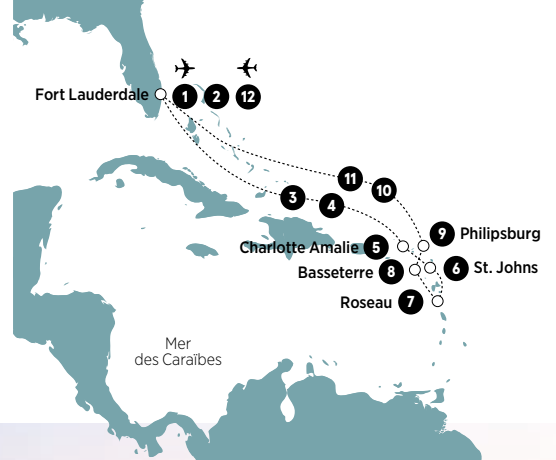 Fort Lauderdale 1 2 12
11
10
3
4
9 Philipsburg
Charlotte Amalie 5
6 St. Johns
Basseterre 8
Roseau 7
Mer
des Caraïbes